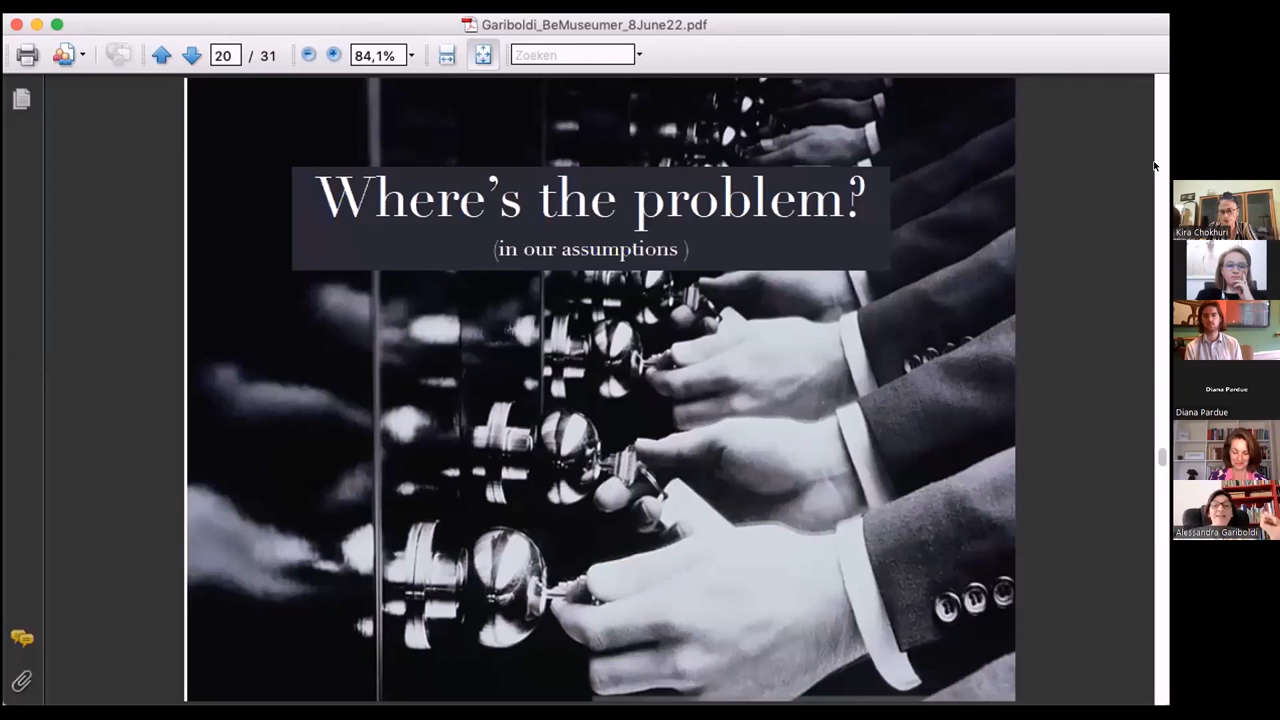 Gariboldi_BeMuseumer_8June22.pdf
20 / 31
84,1%
Zoeken
Where's the problem?
(in our assumptions )
Kira Chokhuri
Diana Pardue
Diana Pardue
Alessandra Gariboldi